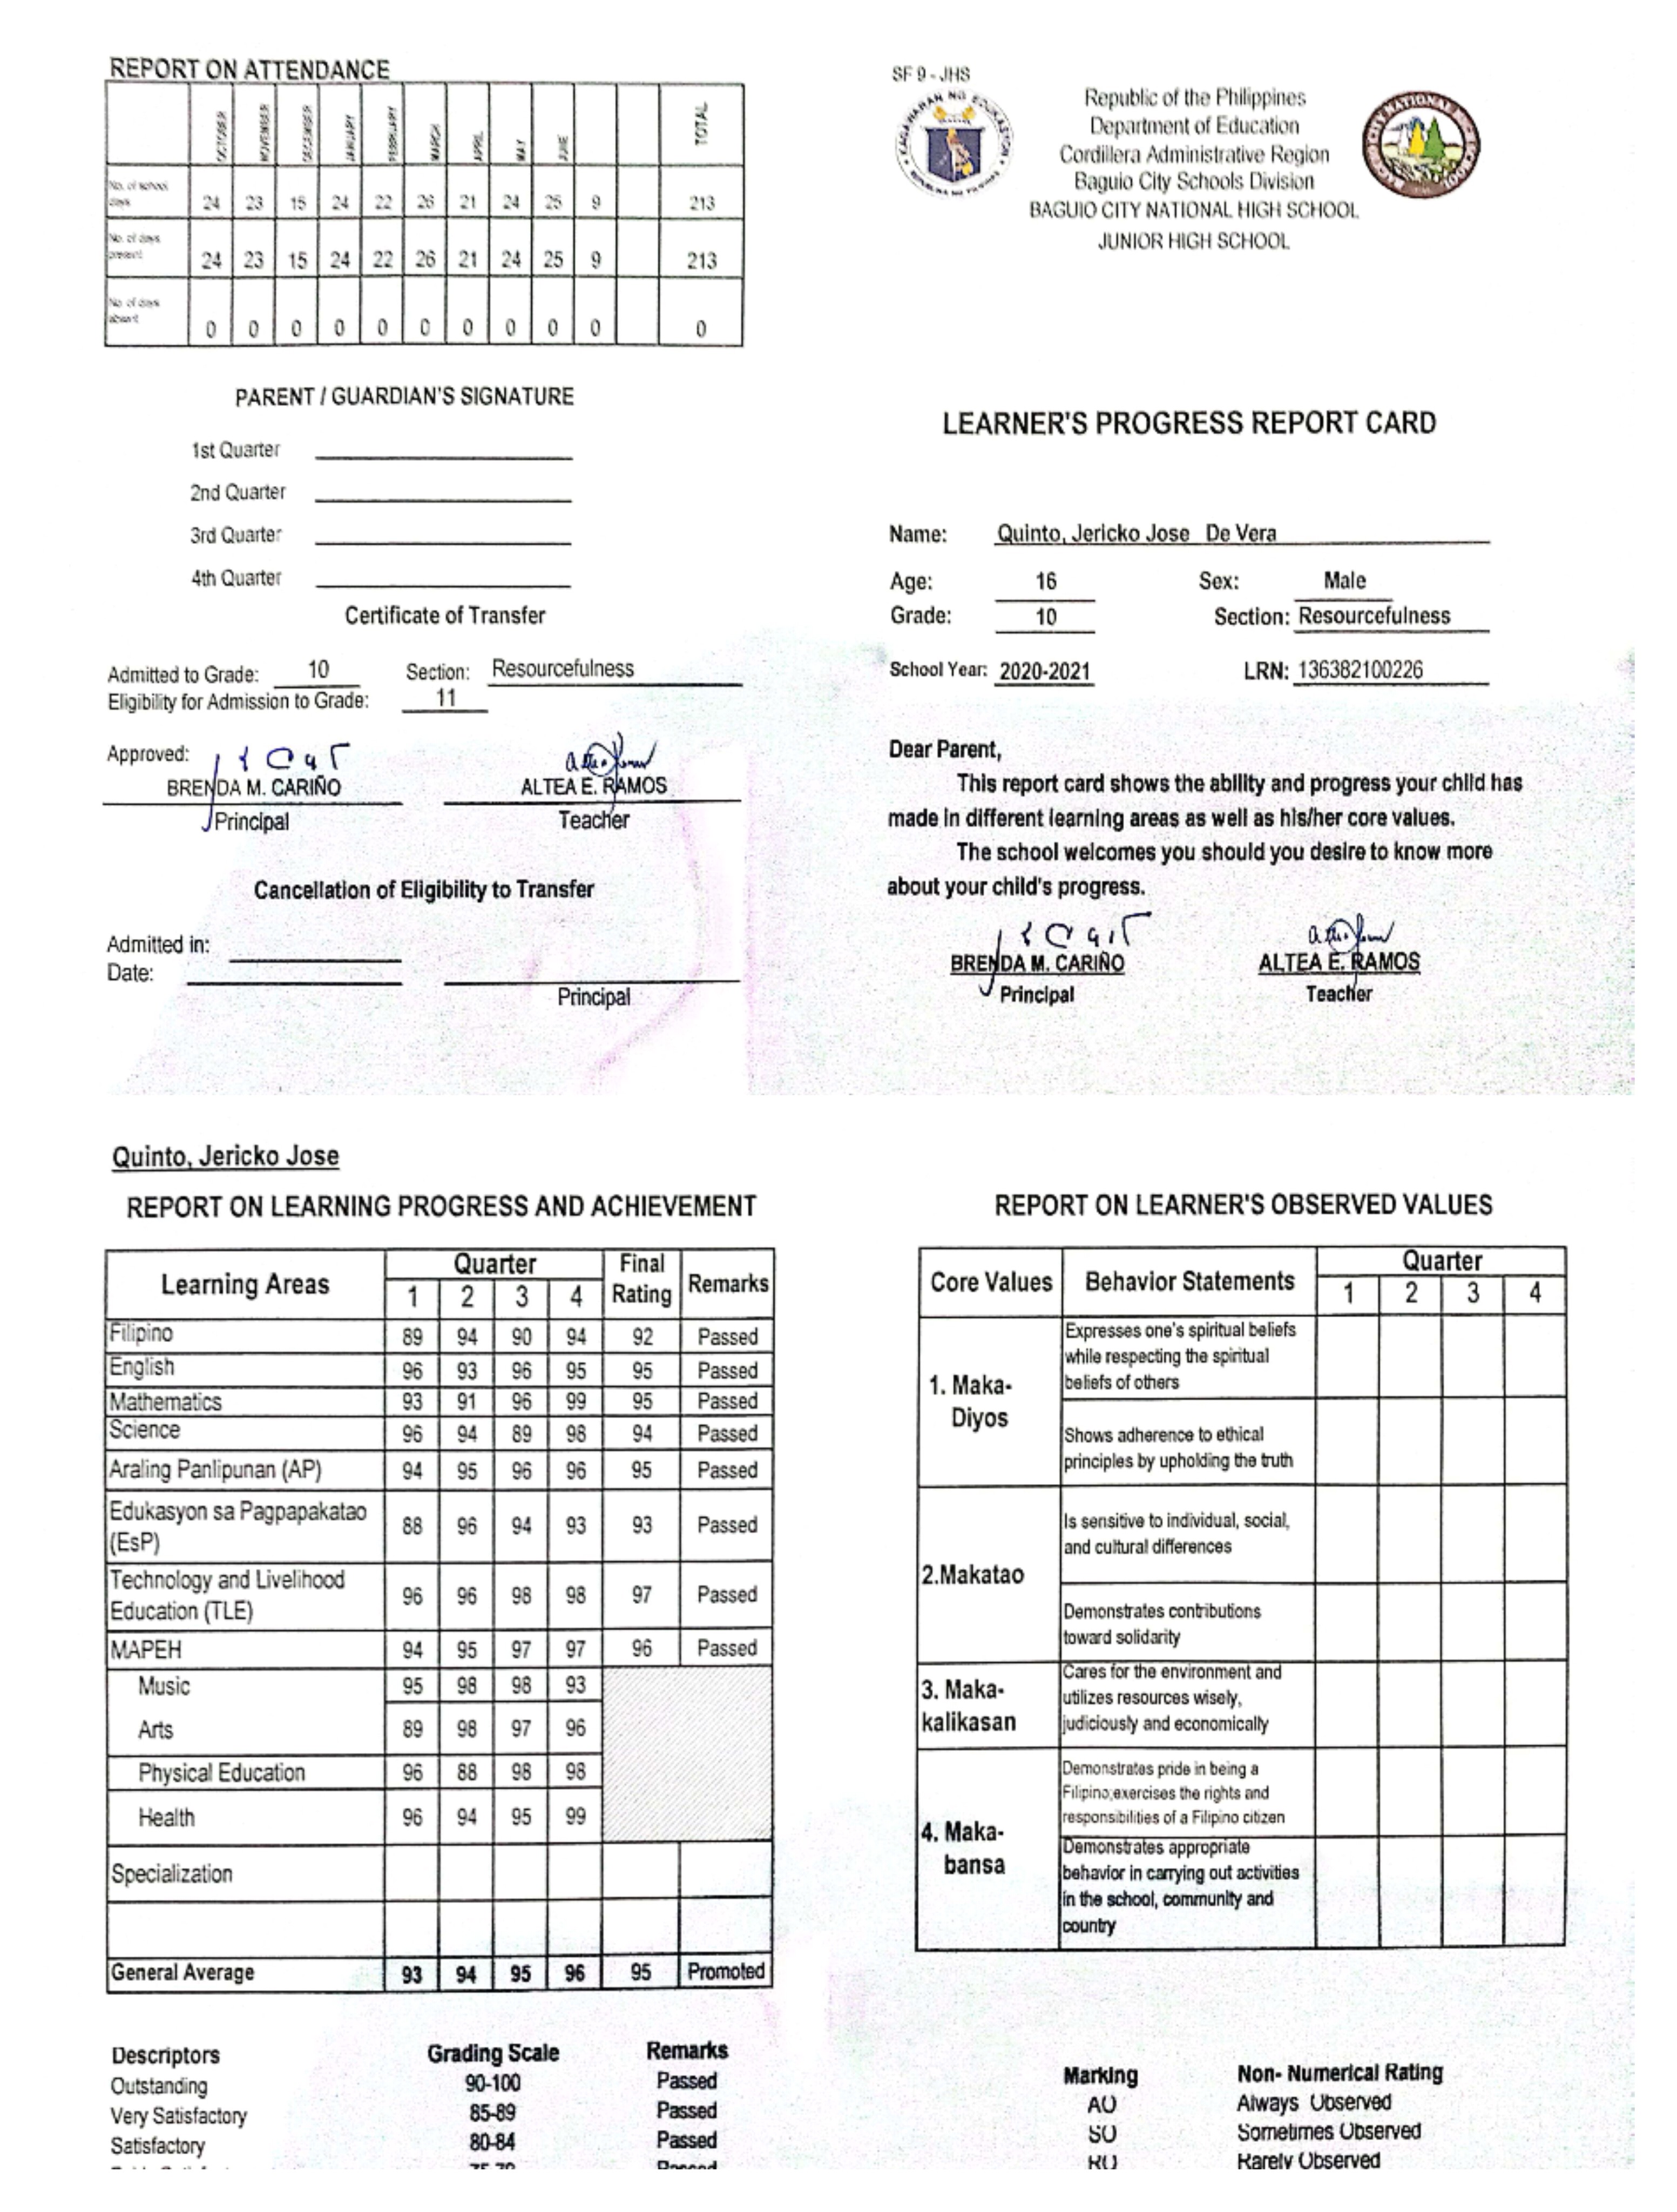 REPORT ON ATTENDANCE
OCTOBER NOVEMBER DECEMBER JANUARY FEBRUARY MARCH APRIL MAY JUNE TOTAL
No. of school days 24 23 15 24 22 26 21 24 25 9 213
No. of days present 24 23 15 24 22 26 21 24 25 9 213
No. of days absent 0 0 0 0 0 0 0 0 0 0 0
PARENT / GUARDIAN'S SIGNATURE
1st Quarter
2nd Quarter
3rd Quarter
4th Quarter
Certificate of Transfer
Admitted to Grade: 10 Section: Resourcefulness
Eligibility for Admission to Grade: 11
Approved:
BRENDA M. CARIÑO ALTEA E. RAMOS
Principal Teacher
Cancellation of Eligibility to Transfer
Admitted in:
Date:
Principal
SF 9 - JHS
Republic of the Philippines
Department of Education
Cordillera Administrative Region
Baguio City Schools Division
BAGUIO CITY NATIONAL HIGH SCHOOL
JUNIOR HIGH SCHOOL
LEARNER'S PROGRESS REPORT CARD
Name: Quinto, Jericko Jose De Vera
Age: 16 Sex: Male
Grade: 10 Section: Resourcefulness
School Year: 2020-2021 LRN: 136382100226
Dear Parent,
This report card shows the ability and progress your child has
made in different learning areas as well as his/her core values.
The school welcomes you should you desire to know more
about your child's progress.
BRENDA M. CARIÑO ALTEA E. RAMOS
Principal Teacher
Quinto, Jericko Jose
REPORT ON LEARNING PROGRESS AND ACHIEVEMENT
Learning Areas Quarter Final Rating Remarks
1 2 3 4
Filipino 89 94 90 94 92 Passed
English 96 93 96 95 95 Passed
Mathematics 93 91 96 99 95 Passed
Science 96 94 89 98 94 Passed
Araling Panlipunan (AP) 94 95 96 96 95 Passed
Edukasyon sa Pagpapakatao (EsP) 88 96 94 93 93 Passed
Technology and Livelihood Education (TLE) 96 96 98 98 97 Passed
MAPEH 94 95 97 97 96 Passed
Music 95 98 98 93
Arts 89 98 97 96
Physical Education 96 88 98 98
Health 96 94 95 99
Specialization
General Average 93 94 95 96 95 Promoted
Descriptors Grading Scale Remarks
Outstanding 90-100 Passed
Very Satisfactory 85-89 Passed
Satisfactory 80-84 Passed
REPORT ON LEARNER'S OBSERVED VALUES
Core Values Behavior Statements Quarter
1 2 3 4
1. Maka-Diyos
Expresses one's spiritual beliefs
while respecting the spiritual
beliefs of others
Shows adherence to ethical
principles by upholding the truth
2.Makatao
Is sensitive to individual, social,
and cultural differences
Demonstrates contributions
toward solidarity
3. Maka-kalikasan
Cares for the environment and
utilizes resources wisely,
judiciously and economically
4. Maka-bansa
Demonstrates pride in being a
Filipino;exercises the rights and
responsibilities of a Filipino citizen
Demonstrates appropriate
behavior in carrying out activities
in the school, community and
country
Marking Non- Numerical Rating
AO Always Observed
SO Sometimes Observed
RO Rarely Observed